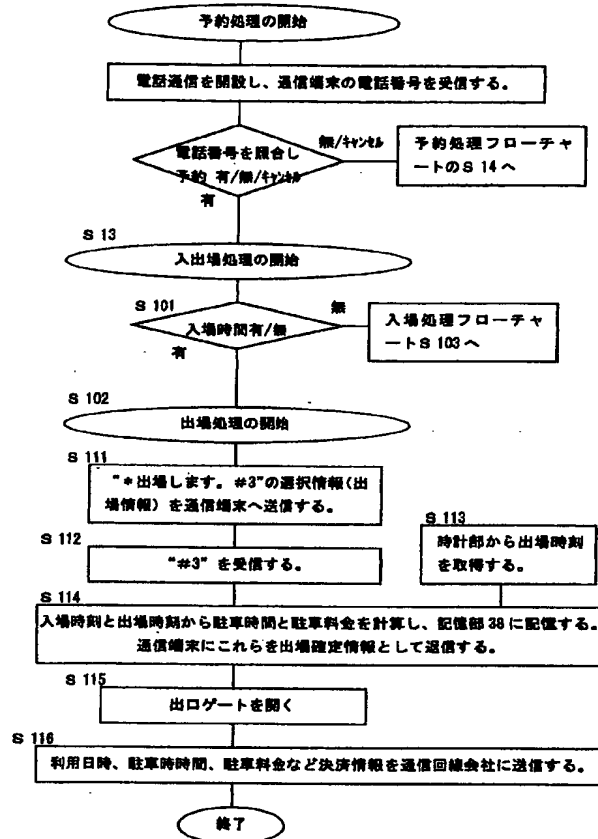 予約処理の開始
電話通信を開設し、通信端末の電話番号を受信する。
電話番号を照合し
予約 有/無/キャンセル
無/キャンセル
有
予約処理フローチャ
ートのS 14へ
S 13
入出場処理の開始
S 101
入場時間有/無
無
有
入場処理フローチャ
ートS 103へ
S 102
出場処理の開始
S 111
"＊出場します。#3"の選択情報(出
場情報）を通信端末へ送信する。
S 112
"#3" を受信する。
S 113
時計部から出場時刻
を取得する。
S 114
入場時刻と出場時刻から駐車時間と駐車料金を計算し、記憶部38に記憶する。
通信端末にこれらを出場確定情報として返信する。
S 115
出口ゲートを開く
S 116
利用日時、駐車時時間、駐車料金など決済情報を通信回線会社に送信する。
終了